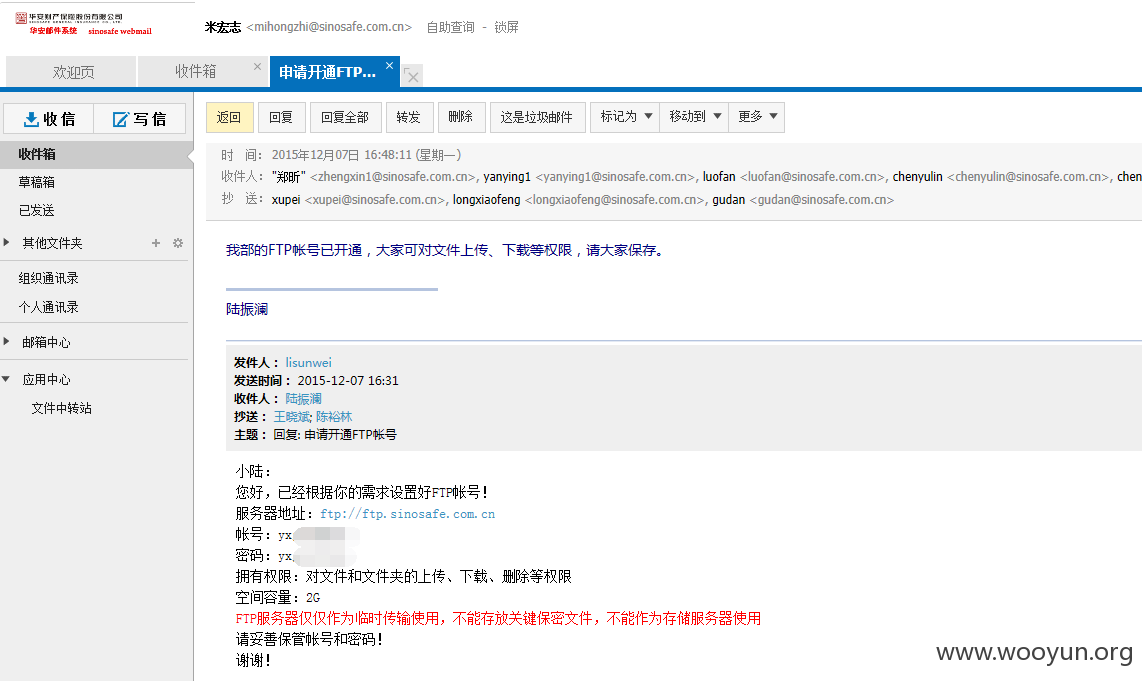 华安财产保险股份有限公司
华安邮件系统 sinosafe webmail
米宏志 <mihongzhi@sinosafe.com.cn> 自助查询 - 锁屏
欢迎页 收件箱 申请开通FTP...
收信 写信
返回 回复 回复全部 转发 删除 这是垃圾邮件 标记为 移动到 更多
收件箱
草稿箱
已发送
其他文件夹
组织通讯录
个人通讯录
邮箱中心
应用中心
文件中转站
时 间: 2015年12月07日 16:48:11 (星期一)
收件人: "郑昕" <zhengxin1@sinosafe.com.cn>, yanying1 <yanying1@sinosafe.com.cn>, luofan <luofan@sinosafe.com.cn>, chenyulin <chenyulin@sinosafe.com.cn>, chen
抄 送: xupei <xupei@sinosafe.com.cn>, longxiaofeng <longxiaofeng@sinosafe.com.cn>, gudan <gudan@sinosafe.com.cn>
我部的FTP帐号已开通，大家可对文件上传、下载等权限，请大家保存。
陆振澜
发件人： lisunwei
发送时间： 2015-12-07 16:31
收件人： 陆振澜
抄送： 王晓斌; 陈裕林
主题： 回复: 申请开通FTP帐号
小陆：
您好，已经根据你的需求设置好FTP帐号！
服务器地址：ftp://ftp.sinosafe.com.cn
帐号：yx
密码：yx
拥有权限：对文件和文件夹的上传、下载、删除等权限
空间容量：2G
FTP服务器仅仅作为临时传输使用，不能存放关键保密文件，不能作为存储服务器使用
请妥善保管帐号和密码！
谢谢！
www.wooyun.org